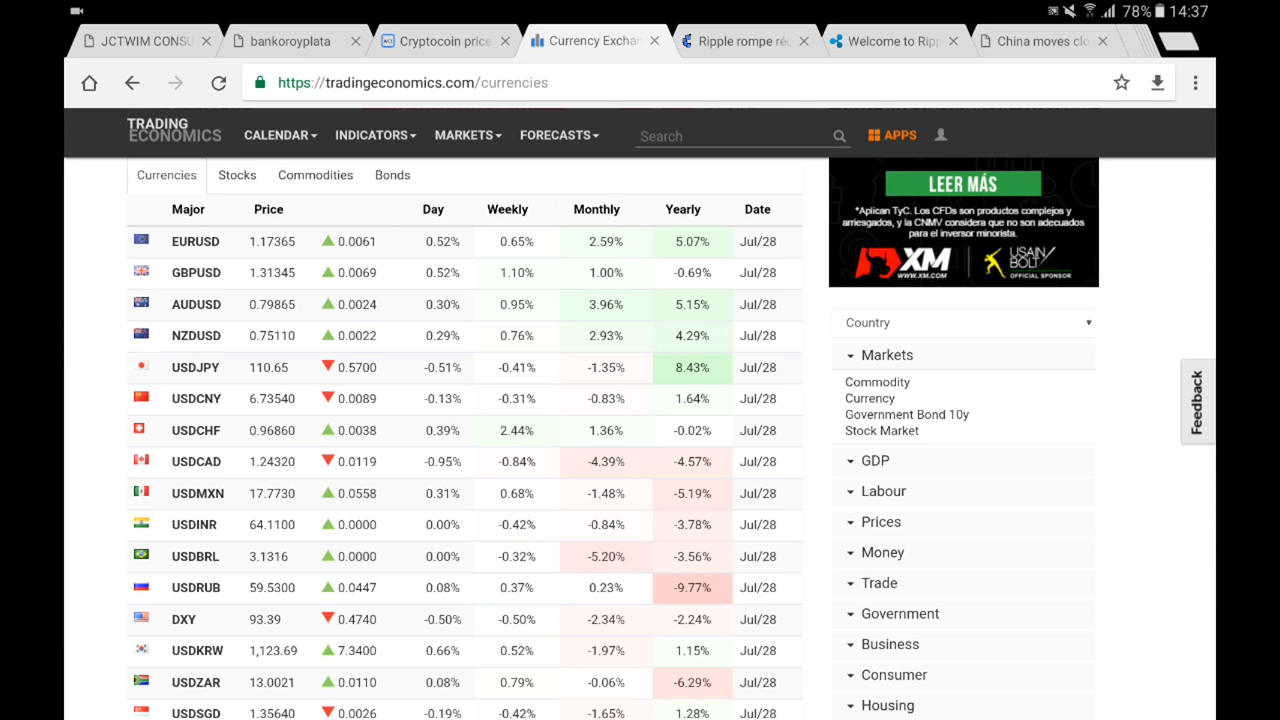 78% 14:37
JCTWIM CONSU
bankoroyplata
Cryptocoin price
Currency Exchan
Ripple rompe réc
Welcome to Ripp
China moves clo
https://tradingeconomics.com/currencies
TRADING
ECONOMICS
CALENDAR INDICATORS MARKETS FORECASTS Search APPS
Currencies Stocks Commodities Bonds
Major Price Day Weekly Monthly Yearly Date
EURUSD 1.17365 0.0061 0.52% 0.65% 2.59% 5.07% Jul/28
GBPUSD 1.31345 0.0069 0.52% 1.10% 1.00% -0.69% Jul/28
AUDUSD 0.79865 0.0024 0.30% 0.95% 3.96% 5.15% Jul/28
NZDUSD 0.75110 0.0022 0.29% 0.76% 2.93% 4.29% Jul/28
USDJPY 110.65 0.5700 -0.51% -0.41% -1.35% 8.43% Jul/28
USDCNY 6.73540 0.0089 -0.13% -0.31% -0.83% 1.64% Jul/28
USDCHF 0.96860 0.0038 0.39% 2.44% 1.36% -0.02% Jul/28
USDCAD 1.24320 0.0119 -0.95% -0.84% -4.39% -4.57% Jul/28
USDMXN 17.7730 0.0558 0.31% 0.68% -1.48% -5.19% Jul/28
USDINR 64.1100 0.0000 0.00% -0.42% -0.84% -3.78% Jul/28
USDBRL 3.1316 0.0000 0.00% -0.32% -5.20% -3.56% Jul/28
USDRUB 59.5300 0.0447 0.08% 0.37% 0.23% -9.77% Jul/28
DXY 93.39 0.4740 -0.50% -0.50% -2.34% -2.24% Jul/28
USDKRW 1,123.69 7.3400 0.66% 0.52% -1.97% 1.15% Jul/28
USDZAR 13.0021 0.0110 0.08% 0.79% -0.06% -6.29% Jul/28
USDSGD 1.35640 0.0026 -0.19% -0.42% -1.65% 1.28% Jul/28
LEER MÁS
*Aplican TyC. Los CFDs son productos complejos y
arriesgados, y la CNMV considera que no son adecuados
para el inversor minorista.
XM
WWW.XM.COM
USAIN
BOLT
OFFICIAL SPONSOR
Country
Markets
Commodity
Currency
Government Bond 10y
Stock Market
GDP
Labour
Prices
Money
Trade
Government
Business
Consumer
Housing
Feedback